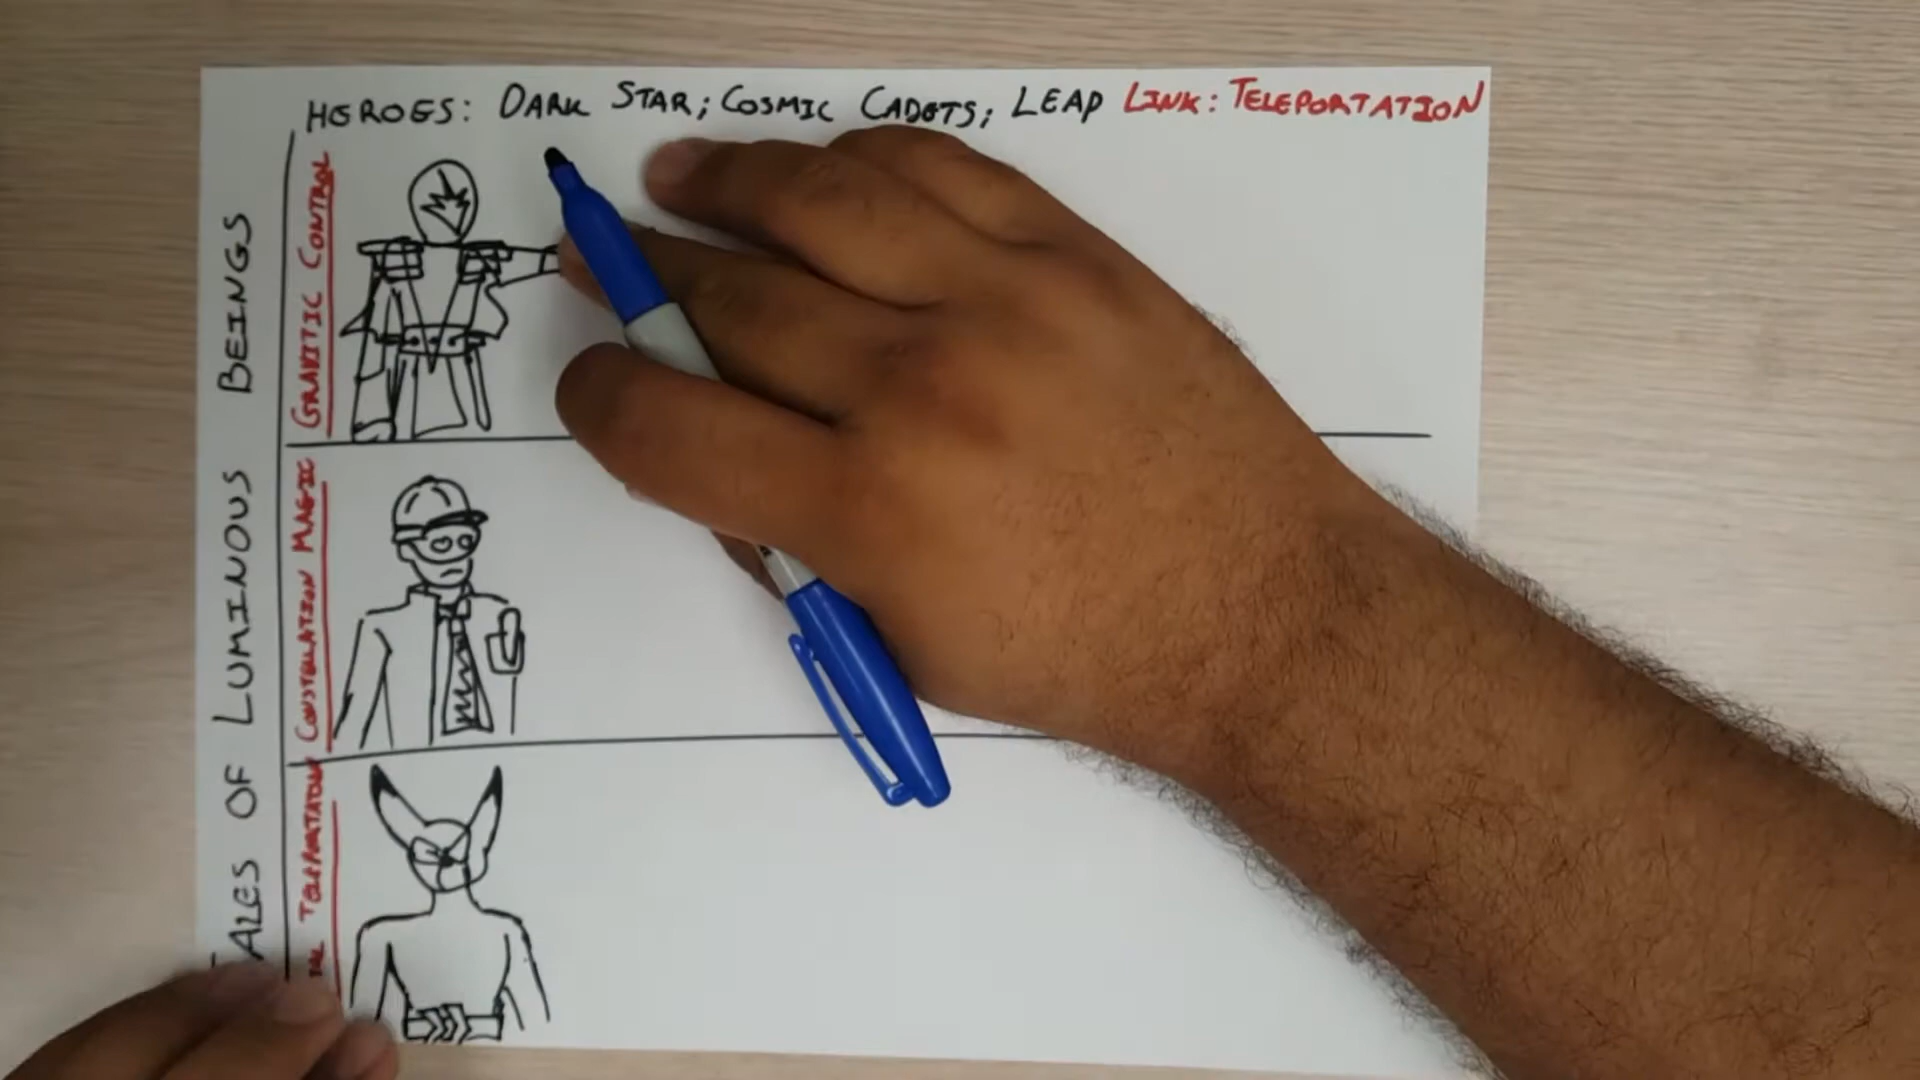 HEROES: DARK STAR; COSMIC CADETS; LEAP LINK: TELEPORTATION
TALES OF LUMINOUS BEINGS
GRAVITIC CONTROL
CONSTELLATION MAGIC
TELEPORTATION